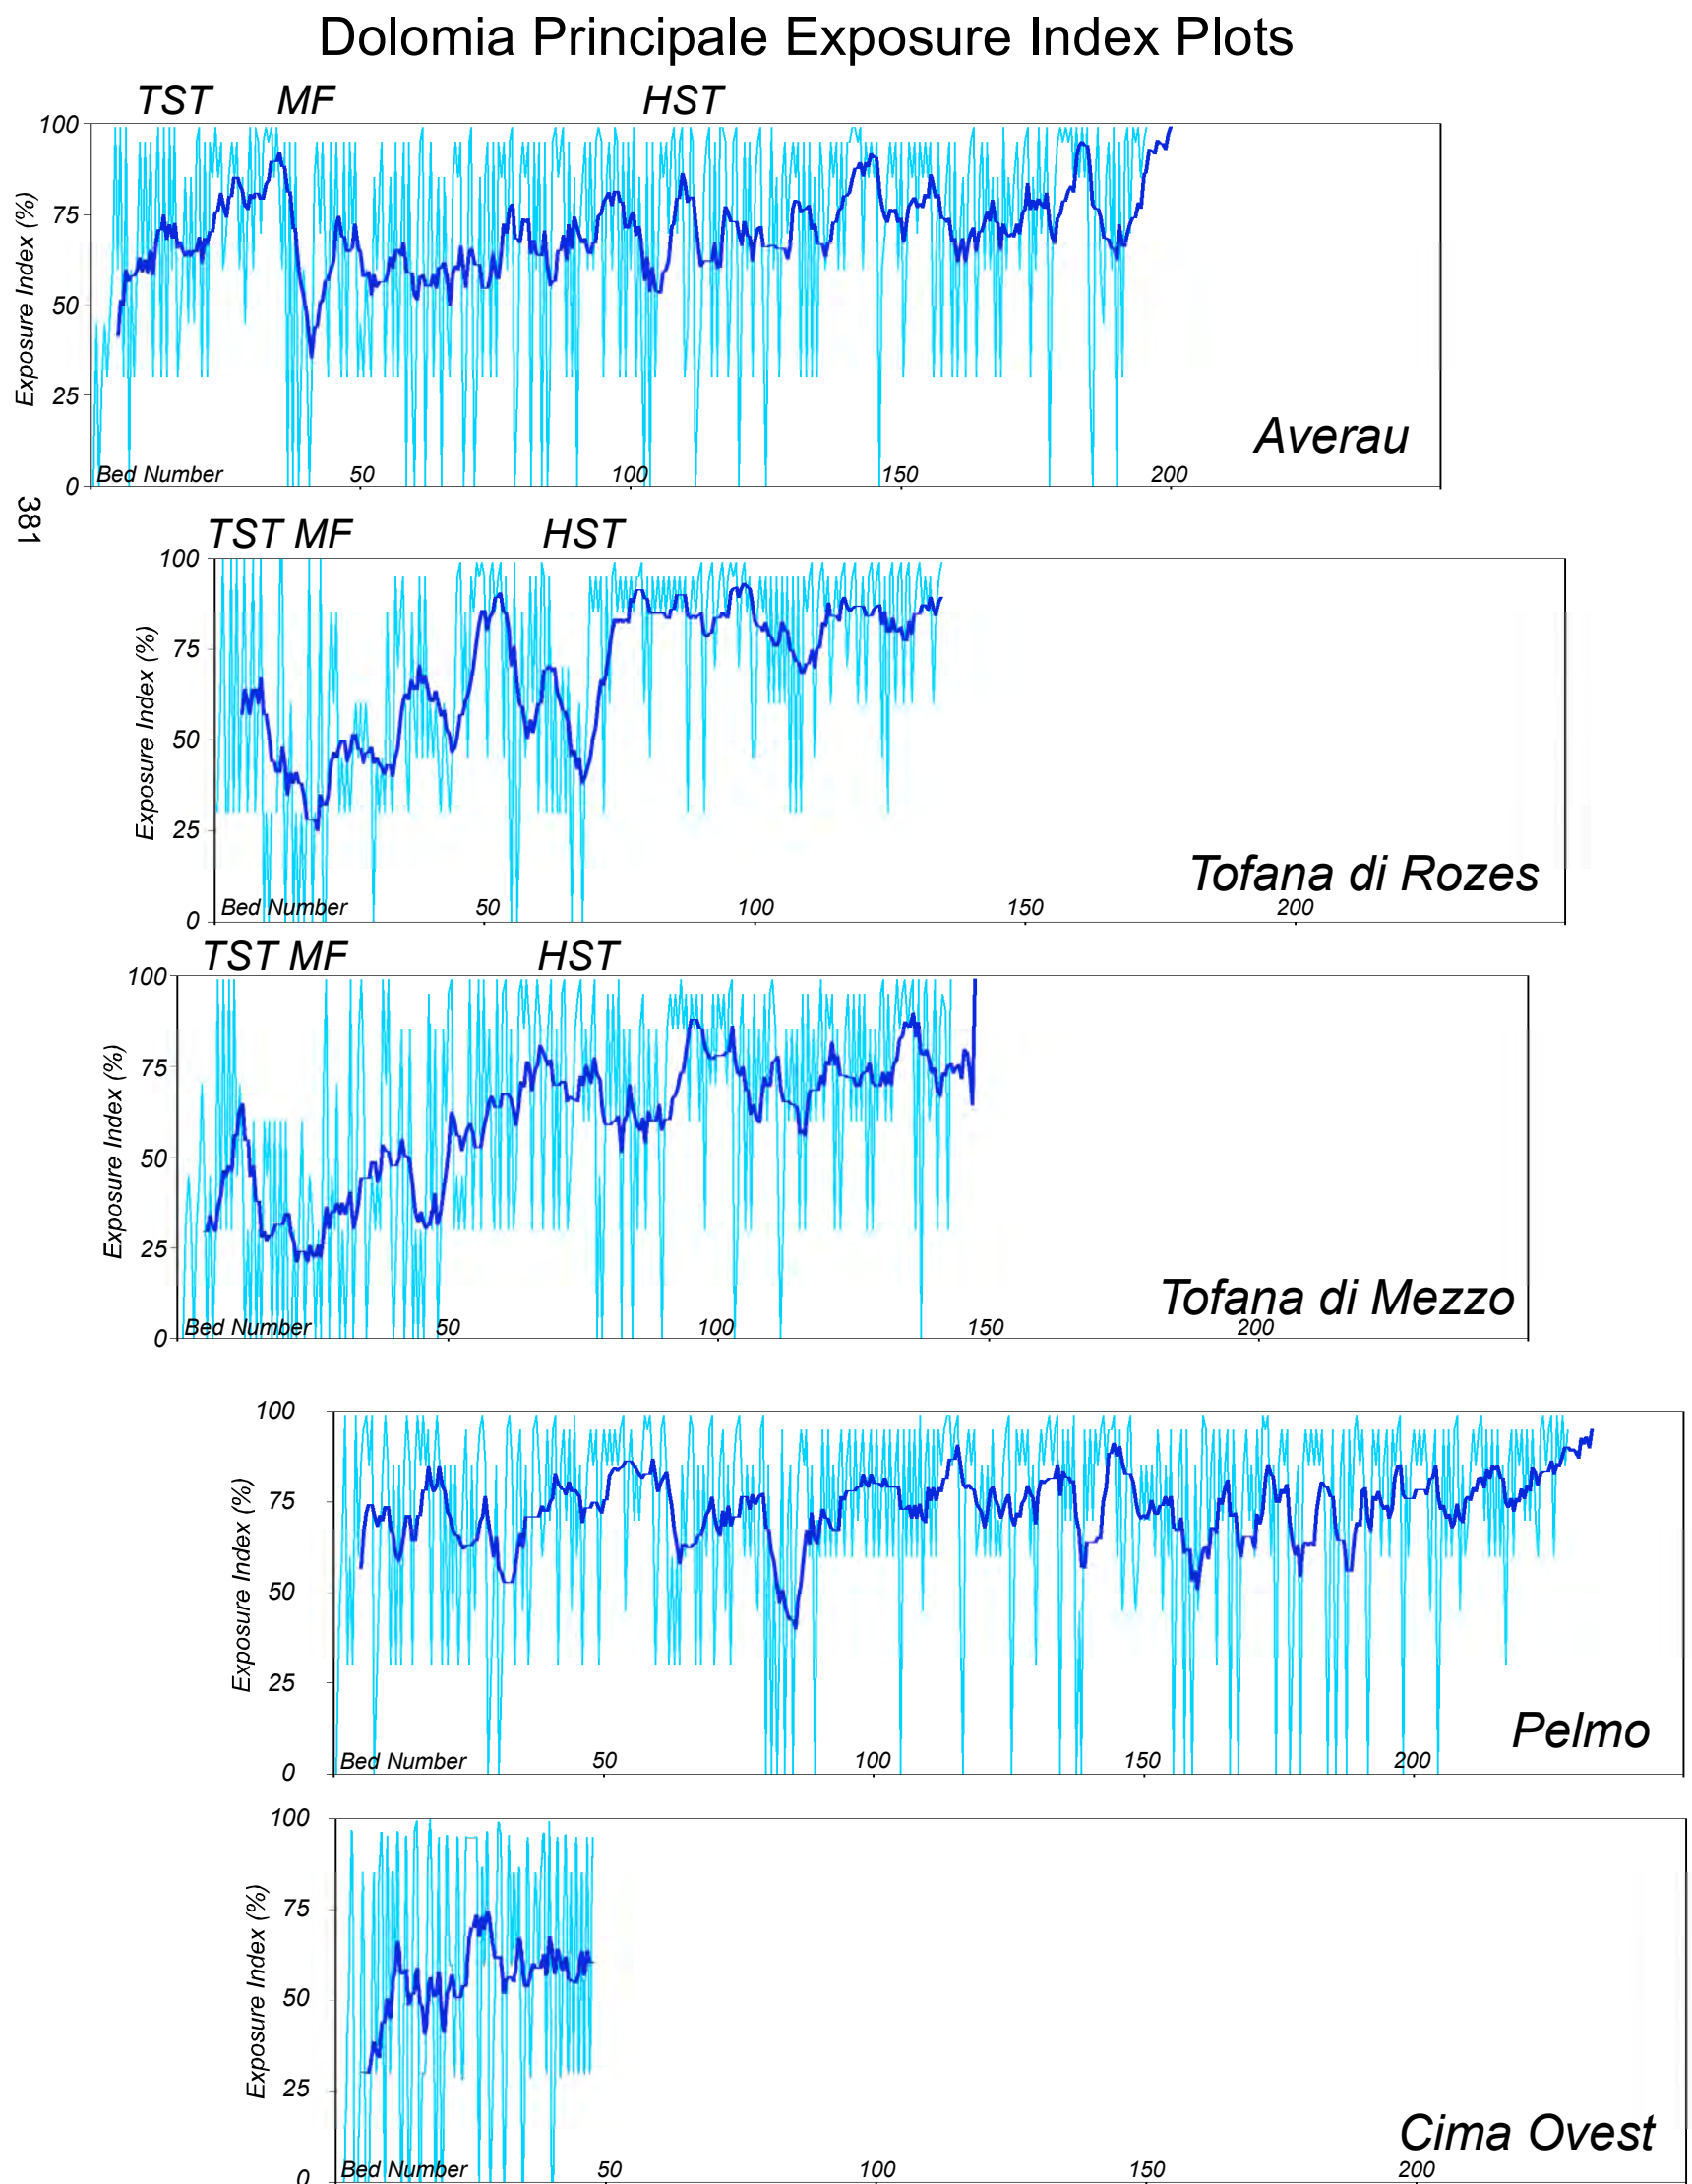 Dolomia Principale Exposure Index Plots
TST MF HST
100
75
50
25
0
Exposure Index (%)
Bed Number 50 100 150 200
Averau
381
TST MF HST
100
75
50
25
0
Exposure Index (%)
Bed Number 50 100 150 200
Tofana di Rozes
TST MF HST
100
75
50
25
0
Exposure Index (%)
Bed Number 50 100 150 200
Tofana di Mezzo
100
75
50
25
0
Exposure Index (%)
Bed Number 50 100 150 200
Pelmo
100
75
50
25
0
Exposure Index (%)
Bed Number 50 100 150 200
Cima Ovest